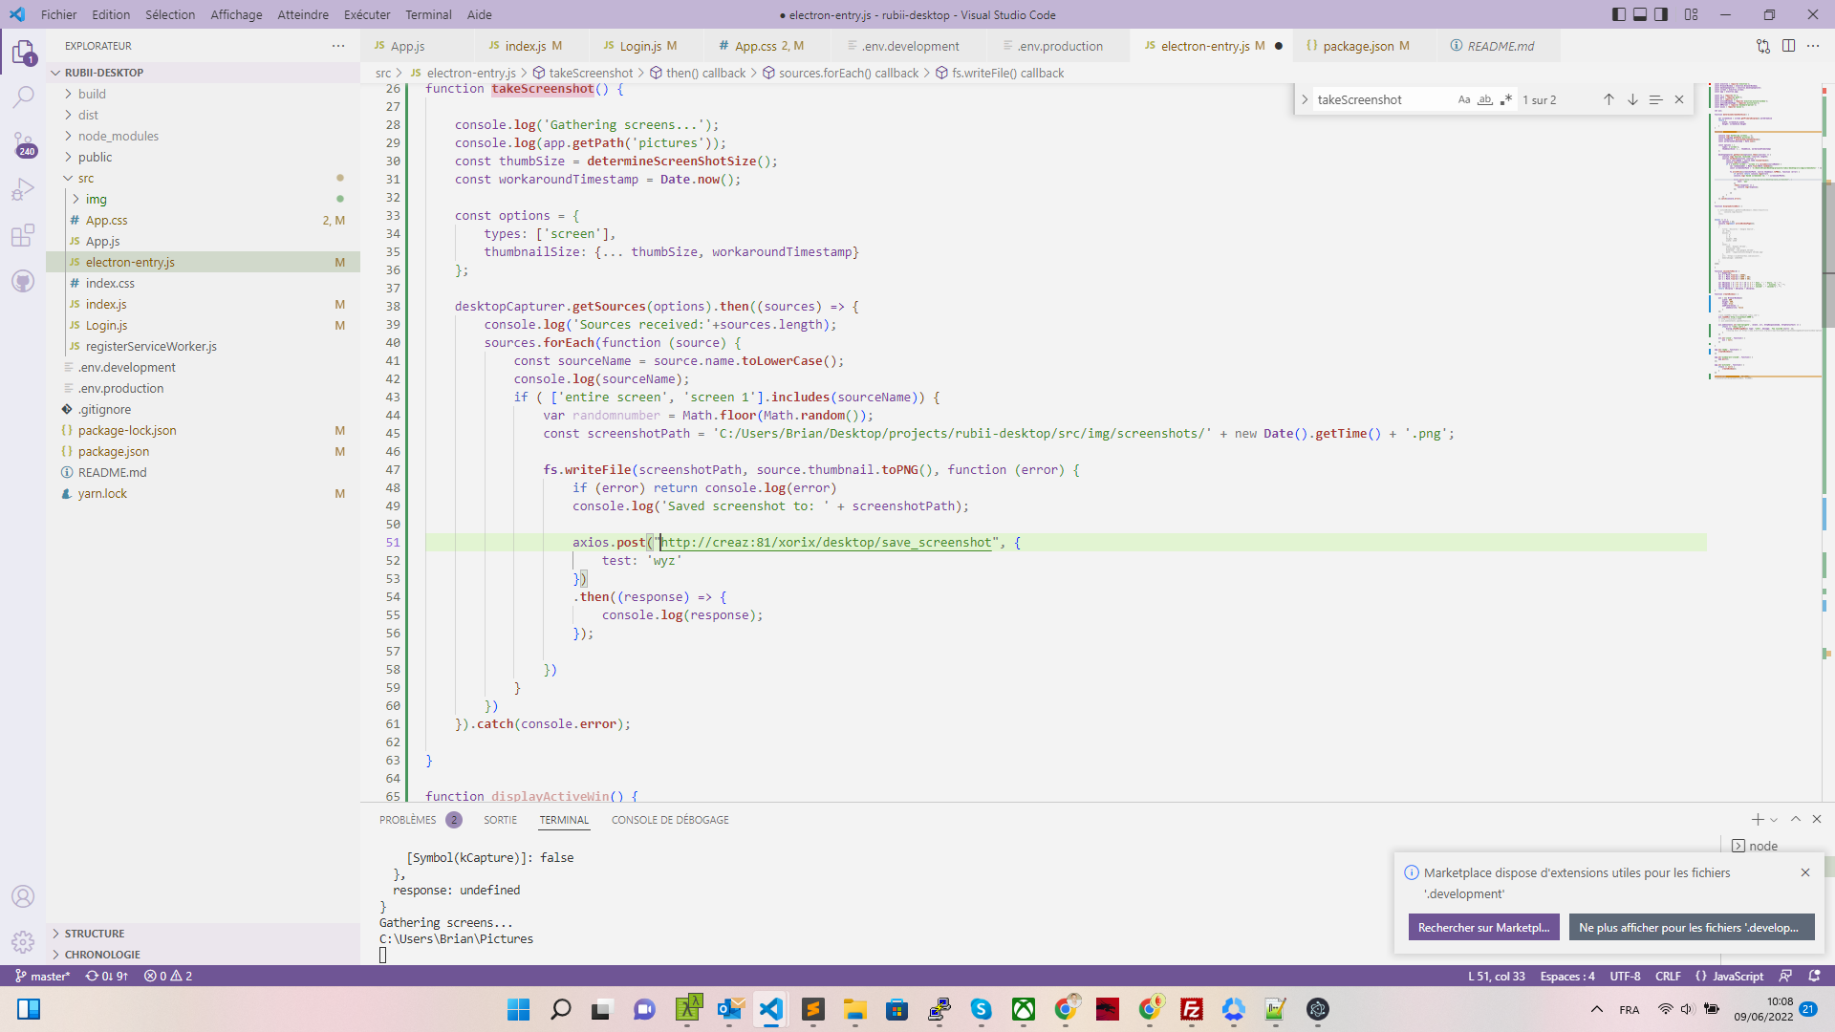 Fichier Edition Sélection Affichage Atteindre Exécuter Terminal Aide
● electron-entry.js - rubii-desktop - Visual Studio Code
EXPLORATEUR
JS App.js
JS index.js M
JS Login.js M
# App.css 2, M
.env.development
.env.production
JS electron-entry.js M ●
{} package.json M
README.md
src > JS electron-entry.js > takeScreenshot > then() callback > sources.forEach() callback > fs.writeFile() callback
1
240
RUBII-DESKTOP
build
dist
node_modules
public
src
img
# App.css 2, M
JS App.js
JS electron-entry.js M
# index.css
JS index.js M
JS Login.js M
JS registerServiceWorker.js
.env.development
.env.production
.gitignore
{} package-lock.json M
{} package.json M
README.md
yarn.lock M
STRUCTURE
CHRONOLOGIE
takeScreenshot Aa ab .* 1 sur 2
26 function takeScreenshot() {
27
28 console.log('Gathering screens...');
29 console.log(app.getPath('pictures'));
30 const thumbSize = determineScreenShotSize();
31 const workaroundTimestamp = Date.now();
32
33 const options = {
34 types: ['screen'],
35 thumbnailSize: {... thumbSize, workaroundTimestamp}
36 };
37
38 desktopCapturer.getSources(options).then((sources) => {
39 console.log('Sources received:'+sources.length);
40 sources.forEach(function (source) {
41 const sourceName = source.name.toLowerCase();
42 console.log(sourceName);
43 if ( ['entire screen', 'screen 1'].includes(sourceName)) {
44 var randomnumber = Math.floor(Math.random());
45 const screenshotPath = 'C:/Users/Brian/Desktop/projects/rubii-desktop/src/img/screenshots/' + new Date().getTime() + '.png';
46
47 fs.writeFile(screenshotPath, source.thumbnail.toPNG(), function (error) {
48 if (error) return console.log(error)
49 console.log('Saved screenshot to: ' + screenshotPath);
50
51 axios.post("http://creaz:81/xorix/desktop/save_screenshot", {
52 test: 'wyz'
53 })
54 .then((response) => {
55 console.log(response);
56 });
57
58 })
59 }
60 })
61 }).catch(console.error);
62
63 }
64
65 function displayActiveWin() {
PROBLÈMES 2 SORTIE TERMINAL CONSOLE DE DÉBOGAGE
[Symbol(kCapture)]: false
},
response: undefined
}
Gathering screens...
C:\Users\Brian\Pictures
node
Marketplace dispose d'extensions utiles pour les fichiers
'.development'
Rechercher sur Marketpl...
Ne plus afficher pour les fichiers '.develop...
master* 0↓ 9↑ 0 2
L 51, col 33 Espaces : 4 UTF-8 CRLF {} JavaScript
FRA
10:08
09/06/2022
21